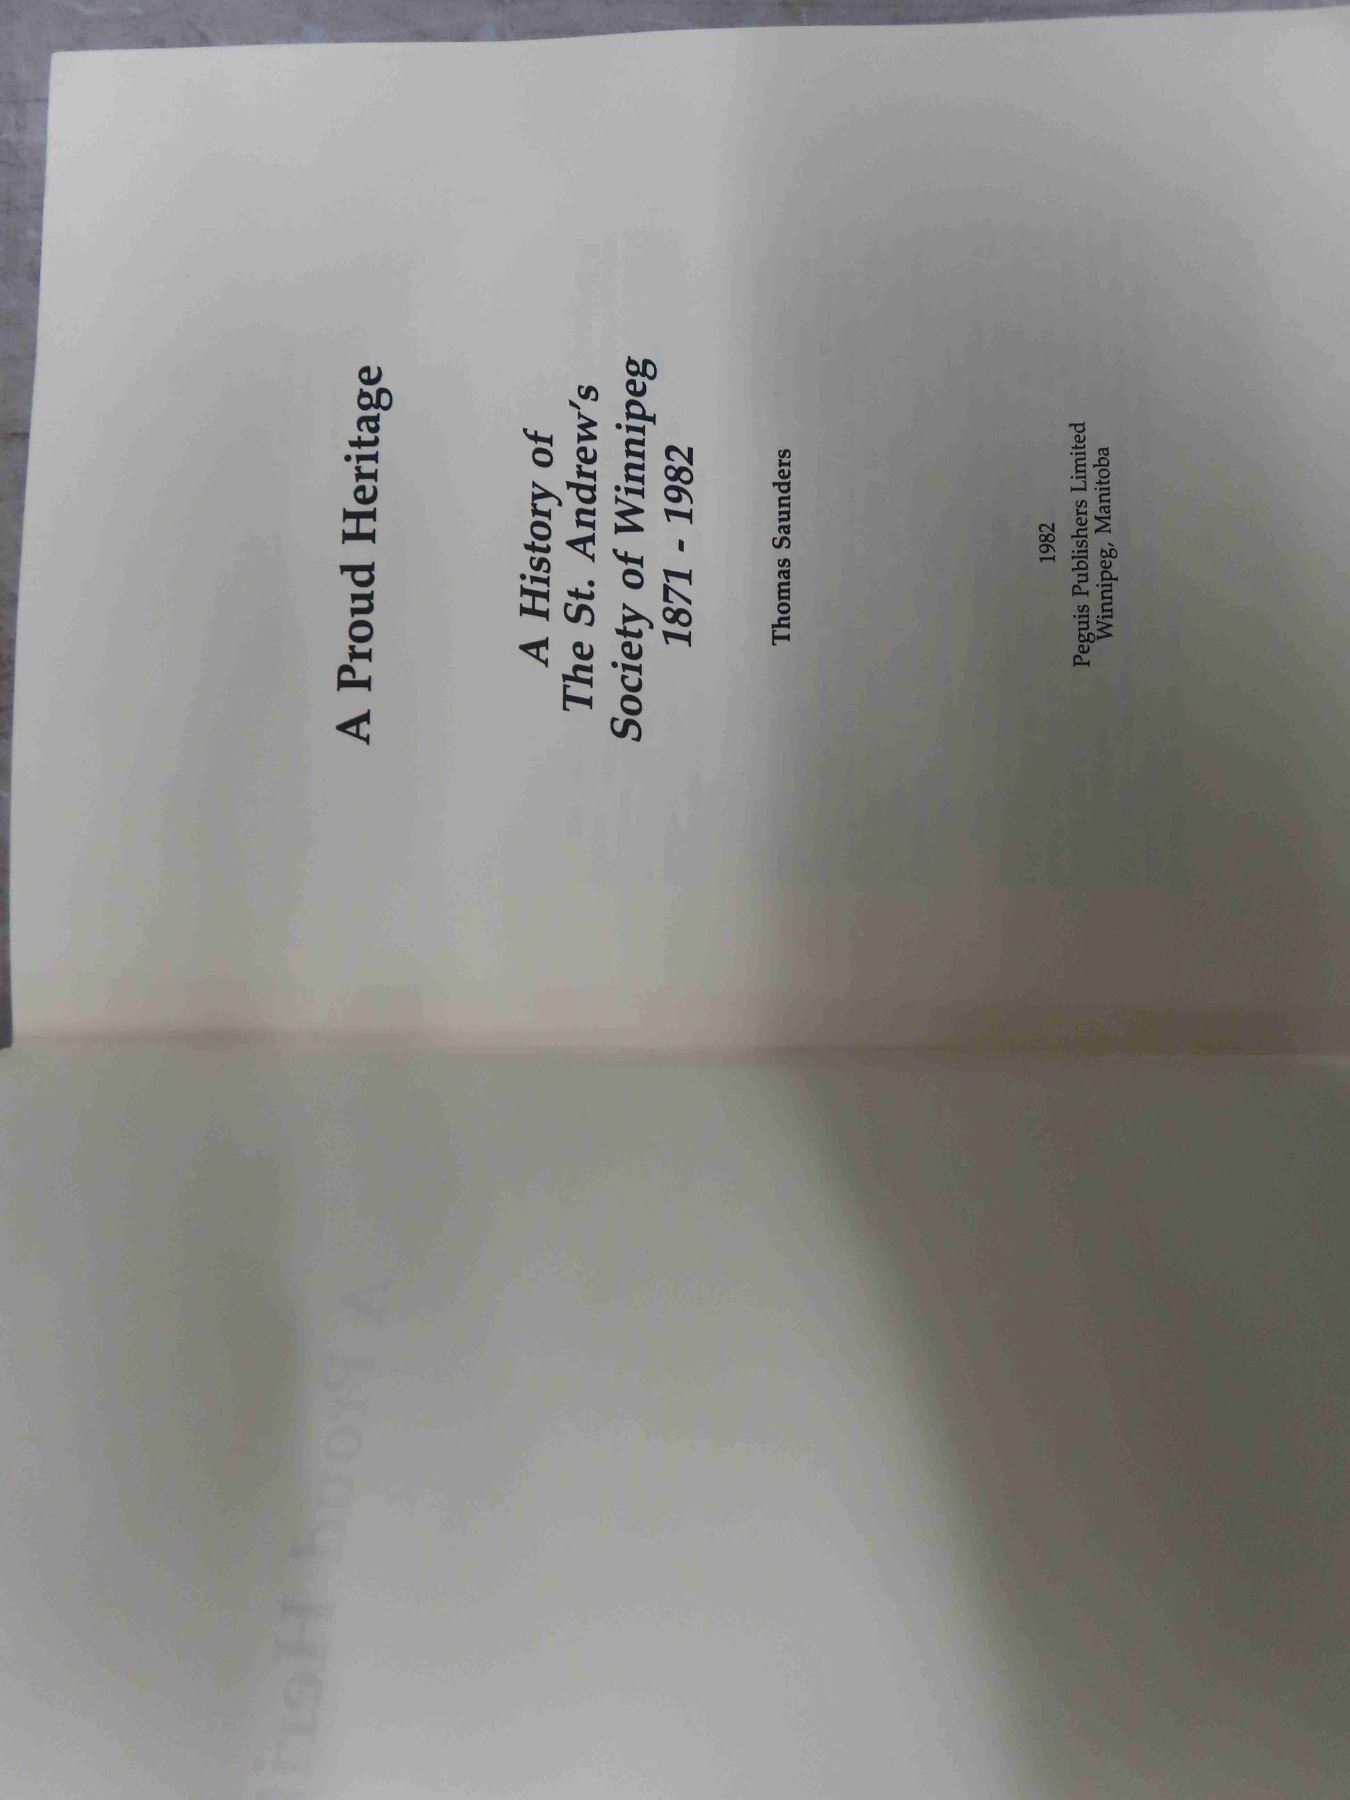 A Proud Heritage
A History of
The St. Andrew's
Society of Winnipeg
1871 - 1982
Thomas Saunders
1982
Peguis Publishers Limited
Winnipeg, Manitoba